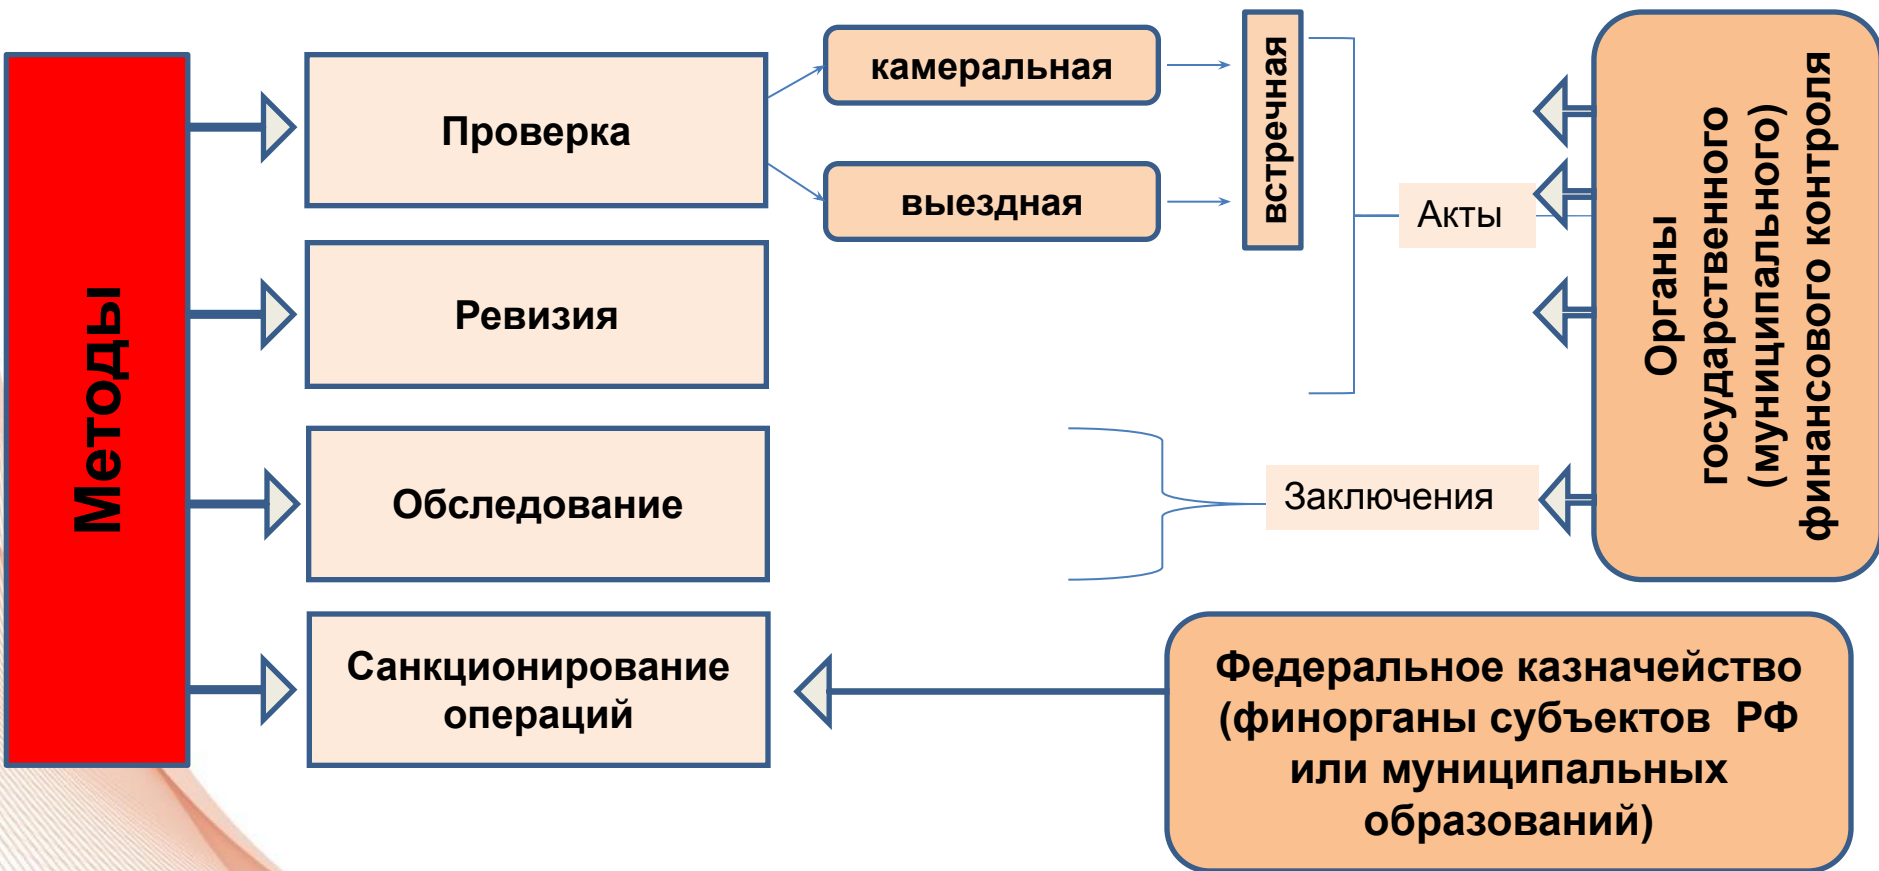 Методы
Проверка
камеральная
выездная
встречная
Акты
Органы
государственного
(муниципального)
финансового контроля
Ревизия
Обследование
Заключения
Санкционирование
операций
Федеральное казначейство
(финорганы субъектов РФ
или муниципальных
образований)